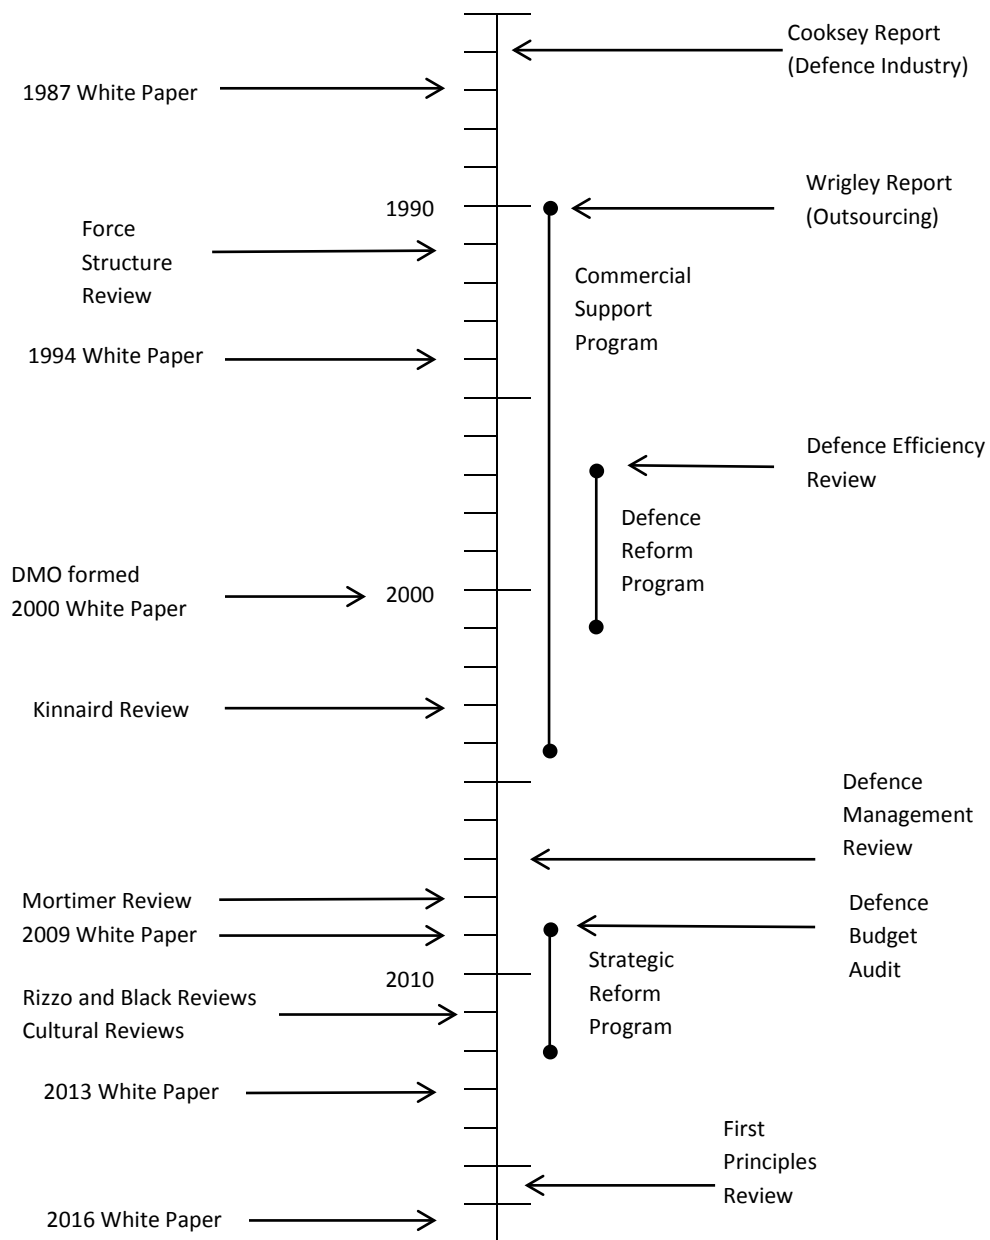 Cooksey Report
(Defence Industry)
1987 White Paper
Wrigley Report
(Outsourcing)
1990
Force
Structure
Review
Commercial
Support
Program
1994 White Paper
Defence Efficiency
Review
Defence
Reform
Program
DMO formed
2000 White Paper
2000
Kinnaird Review
Defence
Management
Review
Mortimer Review
2009 White Paper
Defence
Budget
Audit
Strategic
Reform
Program
2010
Rizzo and Black Reviews
Cultural Reviews
2013 White Paper
First
Principles
Review
2016 White Paper